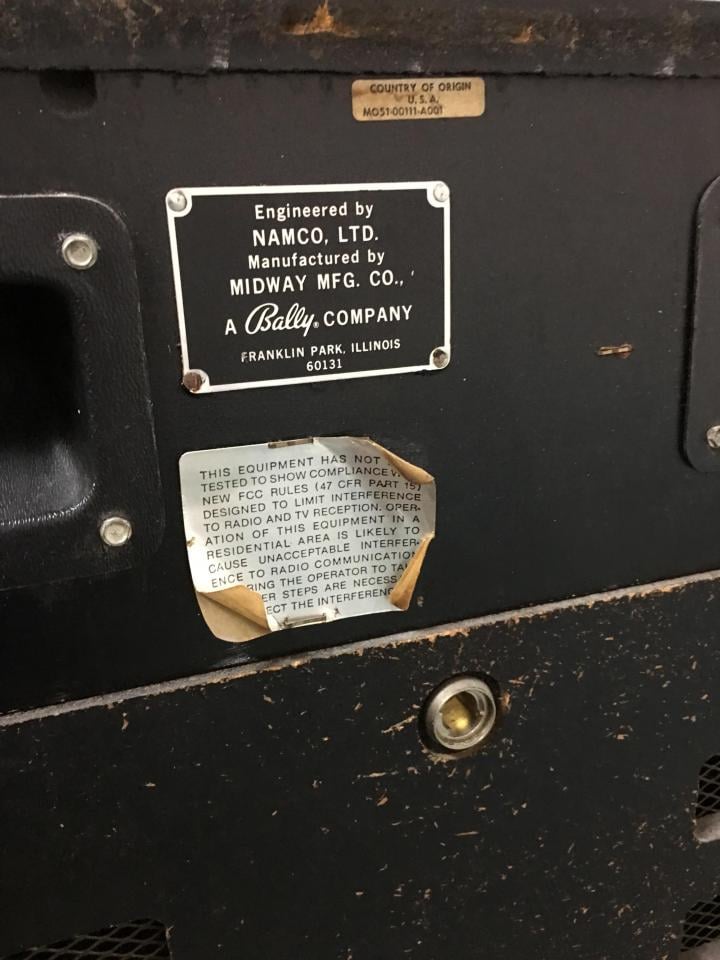 COUNTRY OF ORIGIN
U.S.A.
MO51-00111-A001
Engineered by
NAMCO, LTD.
Manufactured by
MIDWAY MFG. CO.,
A Bally® COMPANY
FRANKLIN PARK, ILLINOIS
60131
THIS EQUIPMENT HAS NOT
TESTED TO SHOW COMPLIANCE
NEW FCC RULES (47 CFR PART 15)
DESIGNED TO LIMIT INTERFERENCE
TO RADIO AND TV RECEPTION. OPER-
ATION OF THIS EQUIPMENT IN A
RESIDENTIAL AREA IS LIKELY TO
CAUSE UNACCEPTABLE INTERFER-
ENCE TO RADIO COMMUNICATION
THE OPERATOR TO
STEPS ARE
THE